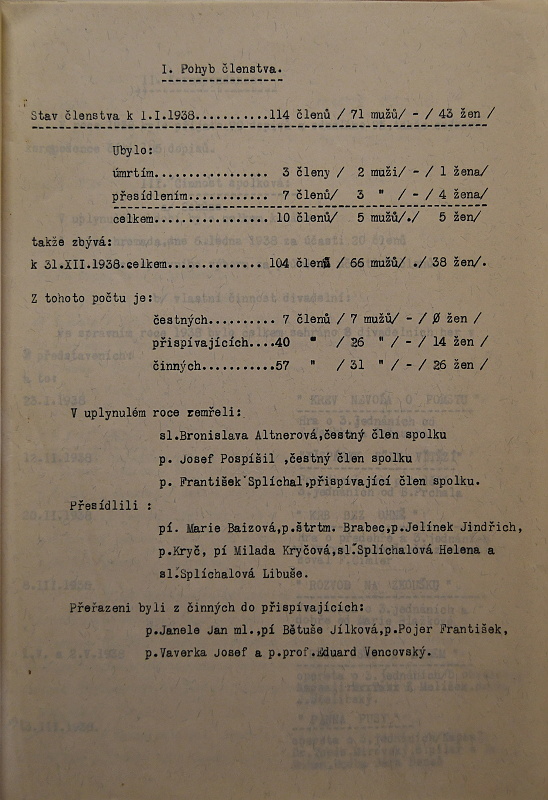 I. Pohyb členstva.
Stav členstva k 1.I.1938...........114 členů / 71 mužů/ - / 43 žen /
Ubylo:
úmrtím................. 3 členy / 2 muži/ - / 1 žena/
přesídlením............ 7 členů/ 3 " / - / 4 žena/
celkem................. 10 členů/ 5 mužů/./ 5 žen/
takže zbývá:
k 31.XII.1938.celkem............... 104 členů / 66 mužů/ ./ 38 žen/.
Z tohoto počtu je:
čestných.......... 7 členů / 7 mužů/ - / 0 žen /
přispívajících....40 " / 26 " / - / 14 žen /
činných...........57 " / 31 " / - / 26 žen /
V uplynulém roce zemřeli:
sl.Bronislava Altnerová,čestný člen spolku
p. Josef Pospíšil ,čestný člen spolku
p. František Splíchal,přispívající člen spolku.
Přesídlili :
pí. Marie Baizová,p.štrtm. Brabec,p.Jelínek Jindřich,
p.Kryč, pí Milada Kryčová,sl.Splíchalová Helena a
sl.Splíchalová Libuše.
Přeřazeni byli z činných do přispívajících:
p.Janele Jan ml.,pí Bětuše Jílková,p.Pojer František,
p.Vaverka Josef a p.prof.Eduard Vencovský.